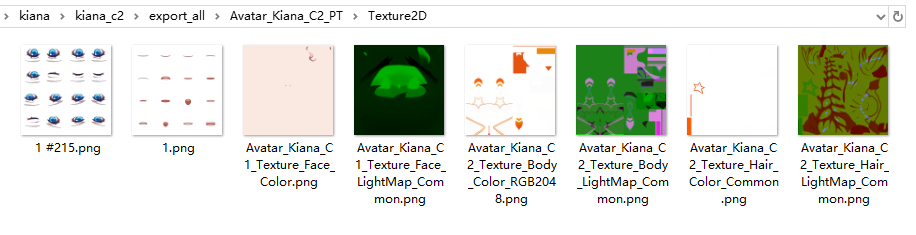 kiana > kiana_c2 > export_all > Avatar_Kiana_C2_PT > Texture2D
1 #215.png
1.png
Avatar_Kiana_C
1_Texture_Face_
Color.png
Avatar_Kiana_C
1_Texture_Face_
LightMap_Com
mon.png
Avatar_Kiana_C
2_Texture_Body
_Color_RGB204
8.png
Avatar_Kiana_C
2_Texture_Body
_LightMap_Com
mon.png
Avatar_Kiana_C
2_Texture_Hair_
Color_Common
.png
Avatar_Kiana_C
2_Texture_Hair_
LightMap_Com
mon.png